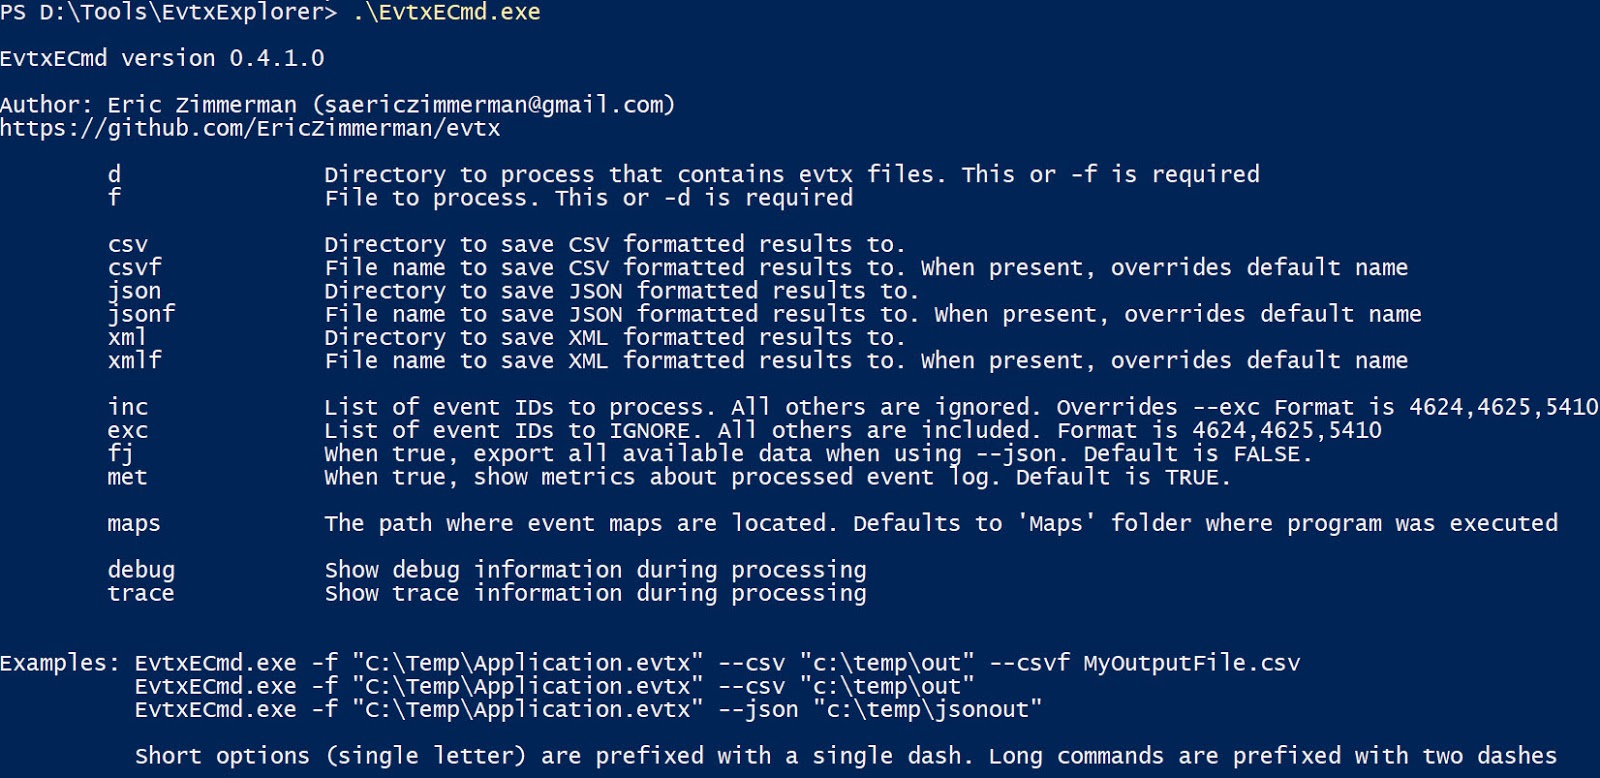 PS D:\Tools\EvtxExplorer> .\EvtxECmd.exe
EvtxECmd version 0.4.1.0
Author: Eric Zimmerman (saericzimmerman@gmail.com)
https://github.com/EricZimmerman/evtx
d Directory to process that contains evtx files. This or -f is required
f File to process. This or -d is required
csv Directory to save CSV formatted results to.
csvf File name to save CSV formatted results to. When present, overrides default name
json Directory to save JSON formatted results to.
jsonf File name to save JSON formatted results to. When present, overrides default name
xml Directory to save XML formatted results to.
xmlf File name to save XML formatted results to. When present, overrides default name
inc List of event IDs to process. All others are ignored. Overrides --exc Format is 4624,4625,5410
exc List of event IDs to IGNORE. All others are included. Format is 4624,4625,5410
fj When true, export all available data when using --json. Default is FALSE.
met When true, show metrics about processed event log. Default is TRUE.
maps The path where event maps are located. Defaults to 'Maps' folder where program was executed
debug Show debug information during processing
trace Show trace information during processing
Examples: EvtxECmd.exe -f "C:\Temp\Application.evtx" --csv "c:\temp\out" --csvf MyOutputFile.csv
EvtxECmd.exe -f "C:\Temp\Application.evtx" --csv "c:\temp\out"
EvtxECmd.exe -f "C:\Temp\Application.evtx" --json "c:\temp\jsonout"
Short options (single letter) are prefixed with a single dash. Long commands are prefixed with two dashes